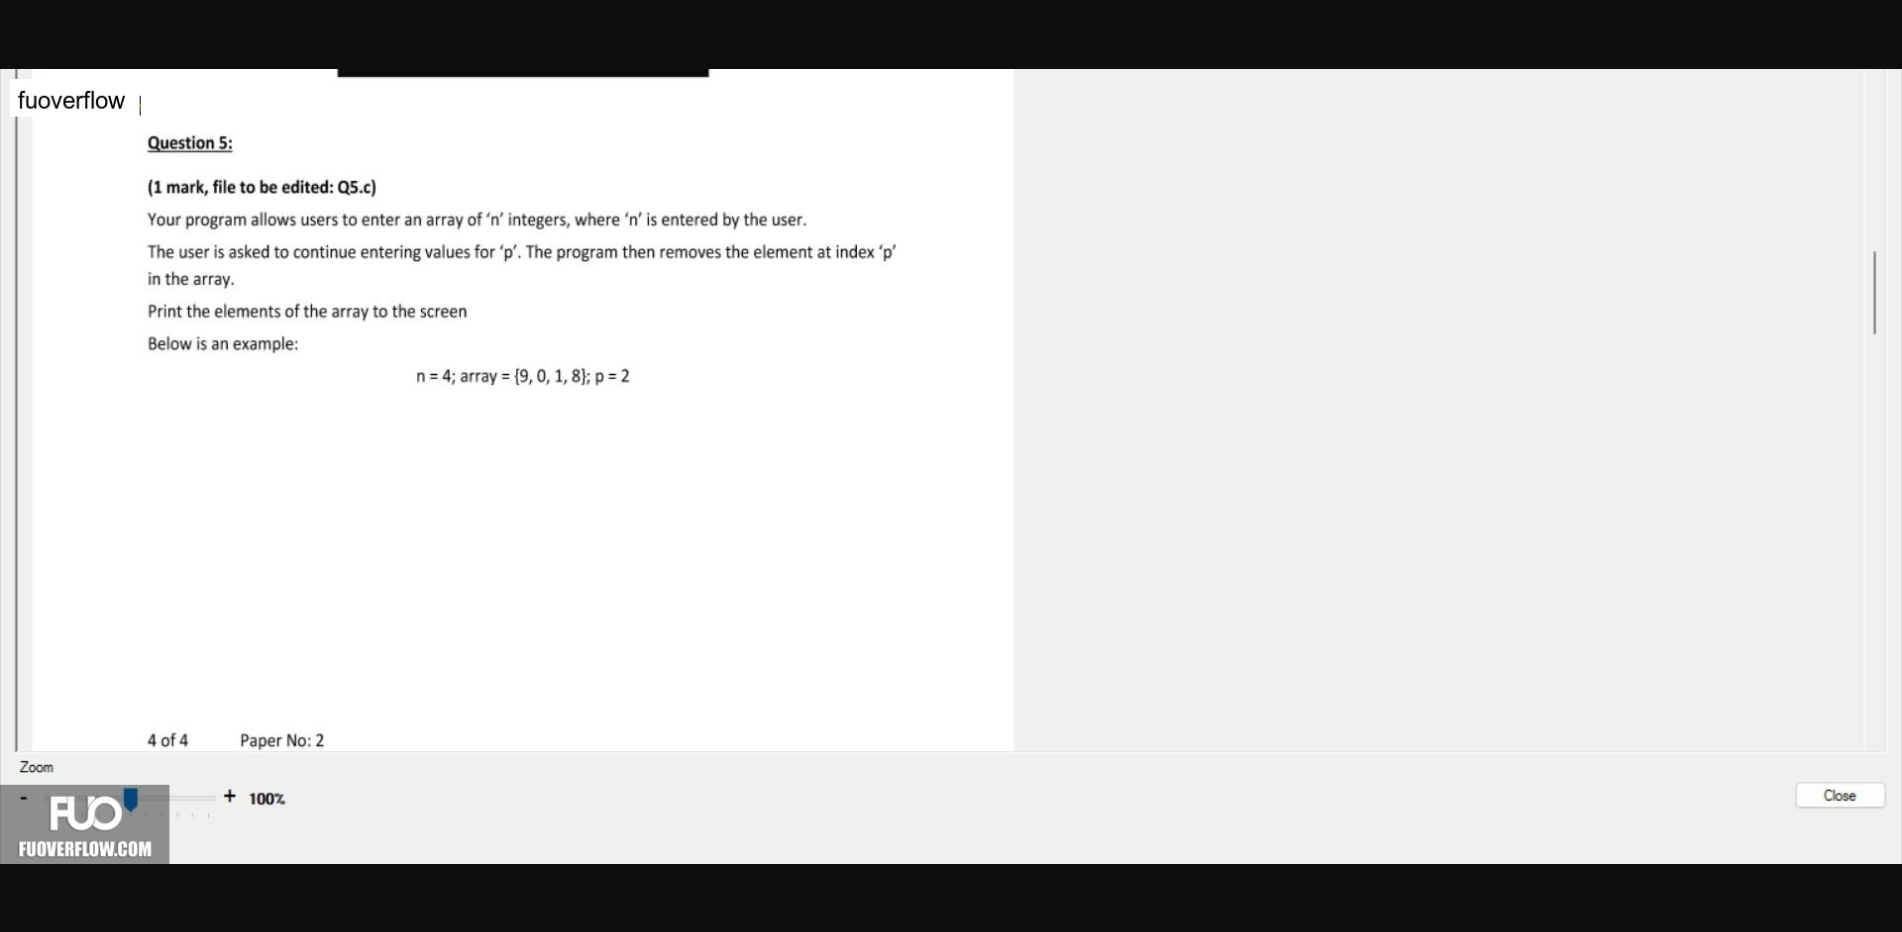 fuoverflow
Question 5:
(1 mark, file to be edited: Q5.c)
Your program allows users to enter an array of ‘n’ integers, where ‘n’ is entered by the user.
The user is asked to continue entering values for ‘p’. The program then removes the element at index ‘p’
in the array.
Print the elements of the array to the screen
Below is an example:
n = 4; array = {9, 0, 1, 8}; p = 2
4 of 4 Paper No: 2
Zoom
- + 100%
Close
FUO
FUOVERFLOW.COM